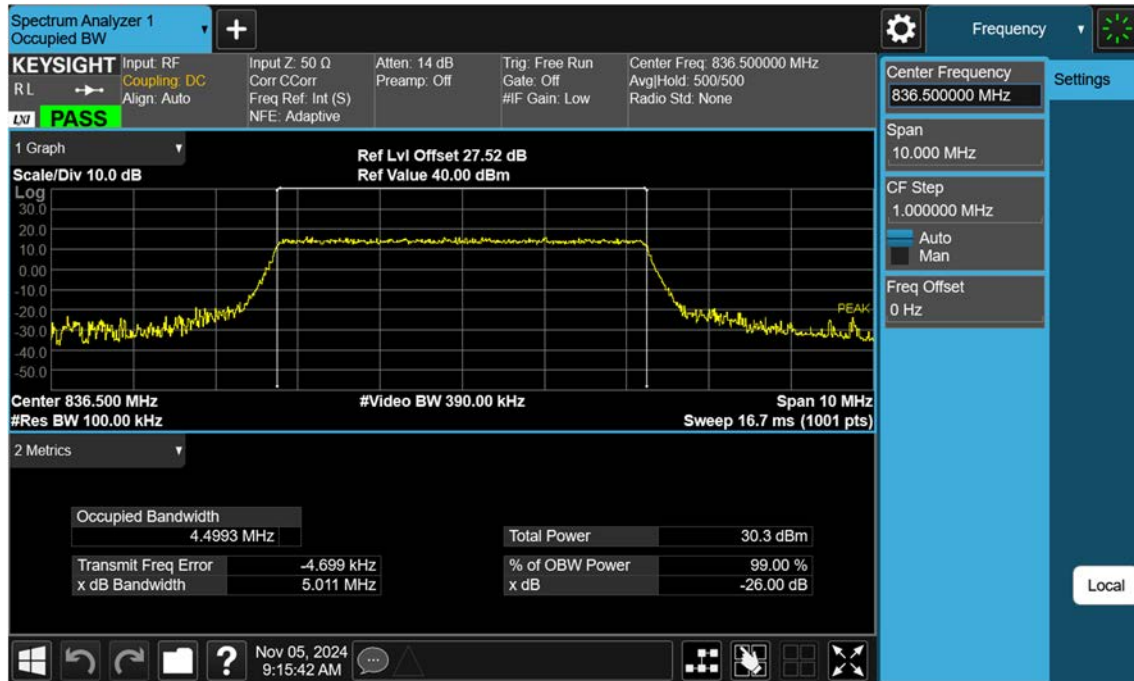 Spectrum Analyzer 1
Occupied BW
+
Frequency
KEYSIGHT
R L
LXI PASS
Input: RF
Coupling: DC
Align: Auto
Input Z: 50 Ω
Corr CCorr
Freq Ref: Int (S)
NFE: Adaptive
Atten: 14 dB
Preamp: Off
Trig: Free Run
Gate: Off
#IF Gain: Low
Center Freq: 836.500000 MHz
Avg|Hold: 500/500
Radio Std: None
Center Frequency
836.500000 MHz
Settings
Span
10.000 MHz
CF Step
1.000000 MHz
Auto
Man
Freq Offset
0 Hz
Local
1 Graph
Scale/Div 10.0 dB
Ref Lvl Offset 27.52 dB
Ref Value 40.00 dBm
Log
30.0
20.0
10.0
0.00
-10.0
-20.0
-30.0
-40.0
-50.0
PEAK
Center 836.500 MHz
#Video BW 390.00 kHz
Span 10 MHz
#Res BW 100.00 kHz
Sweep 16.7 ms (1001 pts)
2 Metrics
Occupied Bandwidth
4.4993 MHz
Total Power 30.3 dBm
Transmit Freq Error -4.699 kHz
% of OBW Power 99.00 %
x dB Bandwidth 5.011 MHz
x dB -26.00 dB
?
Nov 05, 2024
9:15:42 AM